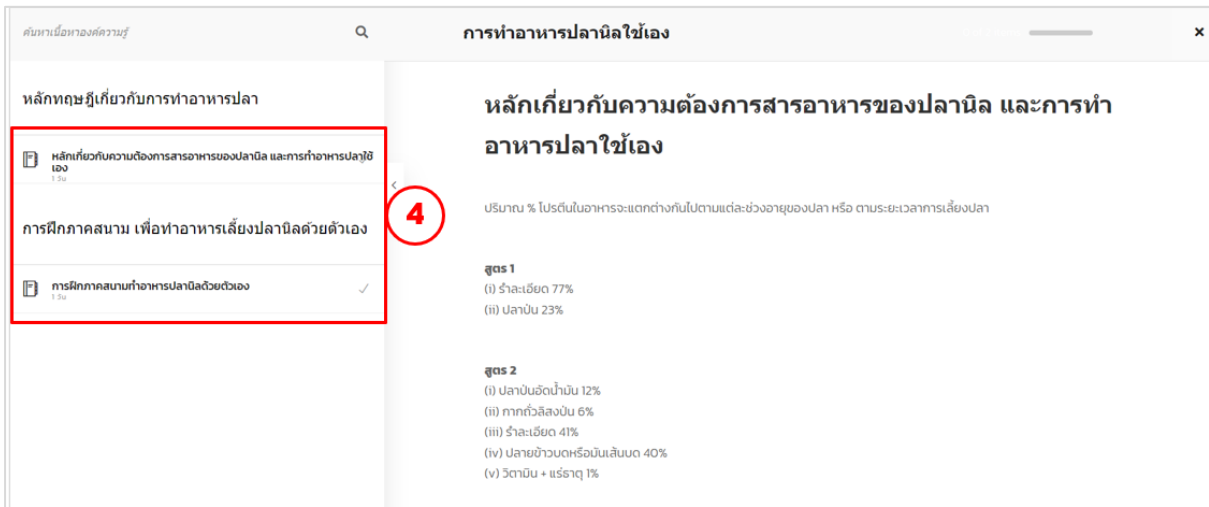 ค้นหาเนื้อหาองค์ความรู้
การทำอาหารปลานิลใช้เอง
หลักทฤษฎีเกี่ยวกับการทำอาหารปลา
หลักเกี่ยวกับความต้องการสารอาหารของปลานิล และการทำอาหารปลาใช้
เอง
1 วัน
4
การฝึกภาคสนาม เพื่อทำอาหารเลี้ยงปลานิลด้วยตัวเอง
การฝึกภาคสนามทำอาหารปลานิลด้วยตัวเอง
1 วัน
หลักเกี่ยวกับความต้องการสารอาหารของปลานิล และการทำ
อาหารปลาใช้เอง
ปริมาณ % โปรตีนในอาหารจะแตกต่างกันไปตามแต่ละช่วงอายุของปลา หรือ ตามระยะเวลาการเลี้ยงปลา
สูตร 1
(i) รำละเอียด 77%
(ii) ปลาป่น 23%
สูตร 2
(i) ปลาป่นอัดน้ำมัน 12%
(ii) กากถั่วลิสงป่น 6%
(iii) รำละเอียด 41%
(iv) ปลายข้าวบดหรือมันเส้นบด 40%
(v) วิตามิน + แร่ธาตุ 1%